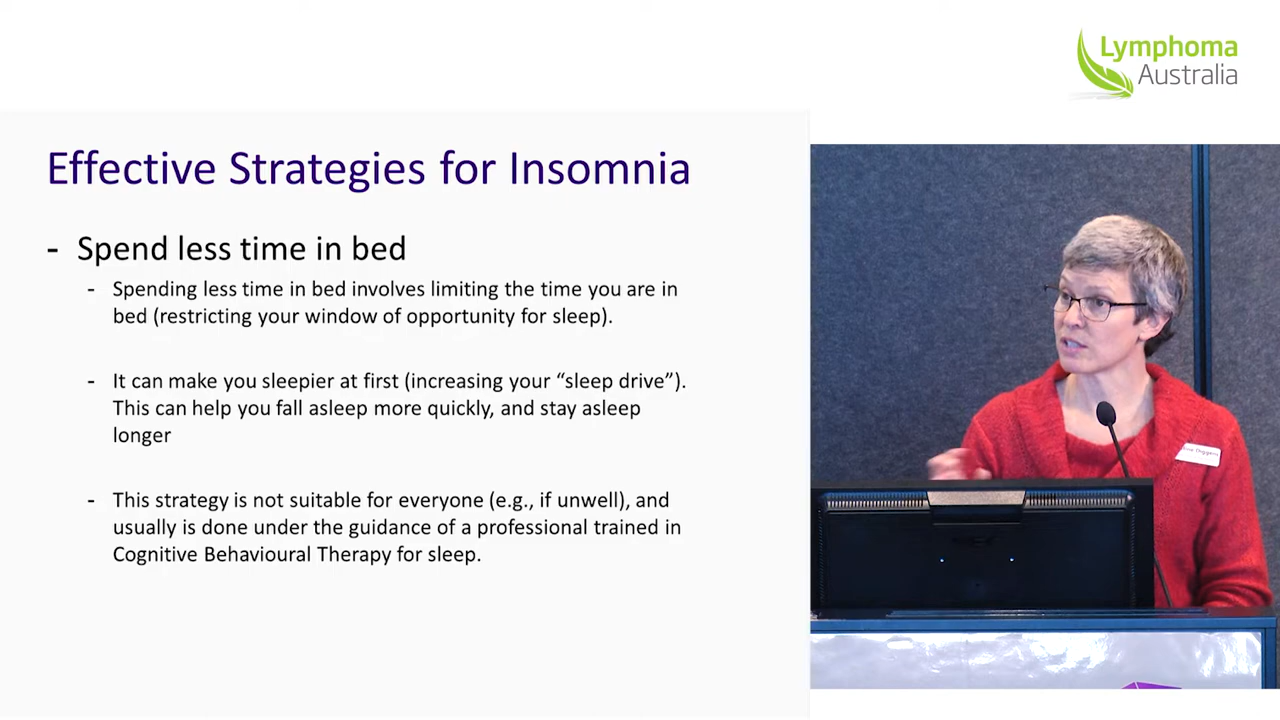 Lymphoma
Australia
Effective Strategies for Insomnia
- Spend less time in bed
- Spending less time in bed involves limiting the time you are in
bed (restricting your window of opportunity for sleep).
- It can make you sleepier at first (increasing your “sleep drive”).
This can help you fall asleep more quickly, and stay asleep
longer
- This strategy is not suitable for everyone (e.g., if unwell), and
usually is done under the guidance of a professional trained in
Cognitive Behavioural Therapy for sleep.